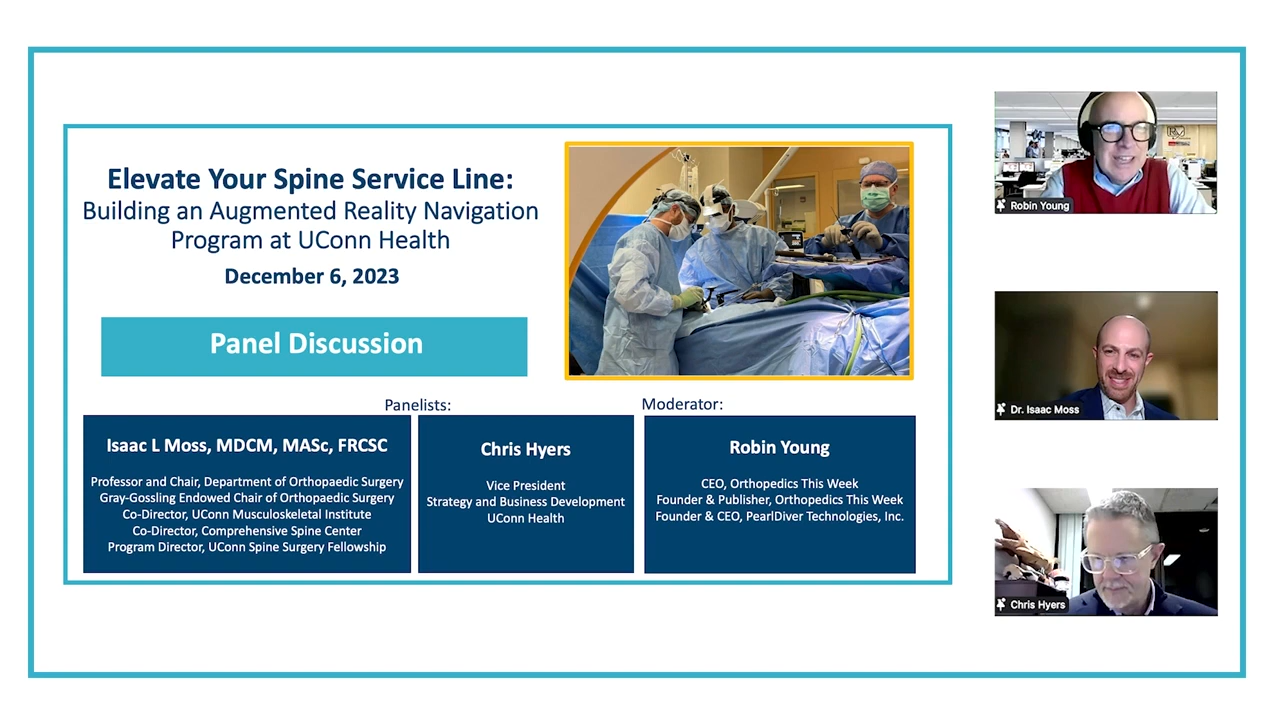 Elevate Your Spine Service Line:
Building an Augmented Reality Navigation
Program at UConn Health
December 6, 2023
Panel Discussion
Panelists:
Isaac L Moss, MDCM, MASc, FRCSC
Professor and Chair, Department of Orthopaedic Surgery
Gray-Gossling Endowed Chair of Orthopaedic Surgery
Co-Director, UConn Musculoskeletal Institute
Co-Director, Comprehensive Spine Center
Program Director, UConn Spine Surgery Fellowship
Chris Hyers
Vice President
Strategy and Business Development
UConn Health
Moderator:
Robin Young
CEO, Orthopedics This Week
Founder & Publisher, Orthopedics This Week
Founder & CEO, PearlDiver Technologies, Inc.
Robin Young
Dr. Isaac Moss
Chris Hyers